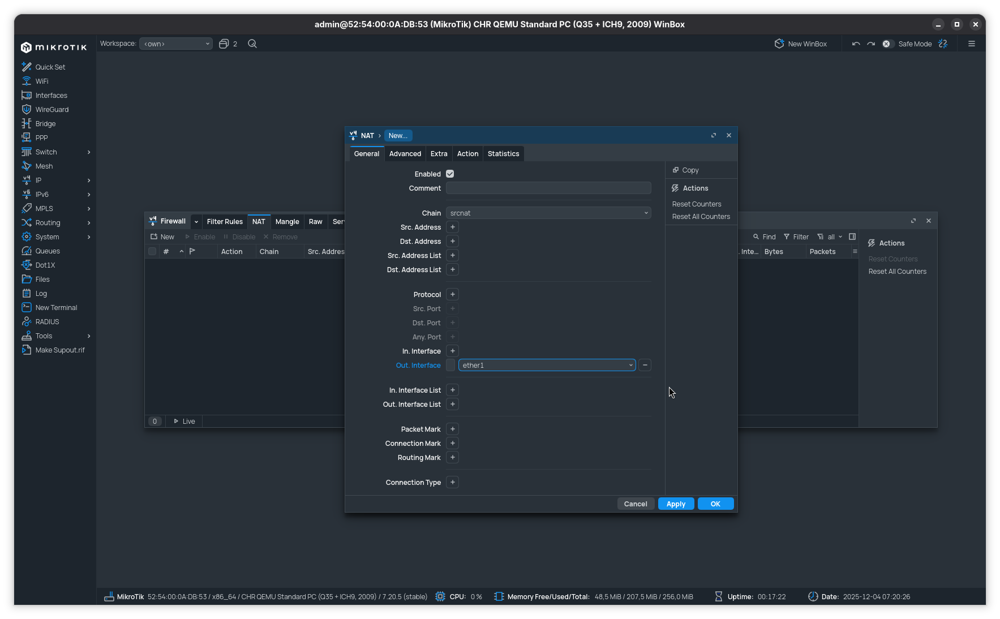 admin@52:54:00:0A:DB:53 (MikroTik) CHR QEMU Standard PC (Q35 + ICH9, 2009) WinBox
MIKROTIK
Workspace: <own> 2 New WinBox Safe Mode
Quick Set
WiFi
Interfaces
WireGuard
Bridge
PPP
Switch
Mesh
IP
IPv6
MPLS
Routing
System
Queues
Dot1X
Files
Log
New Terminal
RADIUS
Tools
Make Supout.rif
Firewall Filter Rules NAT Mangle Raw
New Enable Disable Remove
Find Filter all
# Action Chain Src. Addres
Inte... Bytes Packets
0 Live
Actions
Reset Counters
Reset All Counters
NAT > New...
General Advanced Extra Action Statistics
Enabled
Comment
Chain srcnat
Src. Address
Dst. Address
Src. Address List
Dst. Address List
Protocol
Src. Port
Dst. Port
Any. Port
In. Interface
Out. Interface ether1
In. Interface List
Out. Interface List
Packet Mark
Connection Mark
Routing Mark
Connection Type
Copy
Actions
Reset Counters
Reset All Counters
Cancel Apply OK
MikroTik 52:54:00:0A:DB:53 / x86_64 / CHR QEMU Standard PC (Q35 + ICH9, 2009) / 7.20.5 (stable) CPU: 0 % Memory Free/Used/Total: 48,5 MiB / 207,5 MiB / 256,0 MiB Uptime: 00:17:22 Date: 2025-12-04 07:20:26